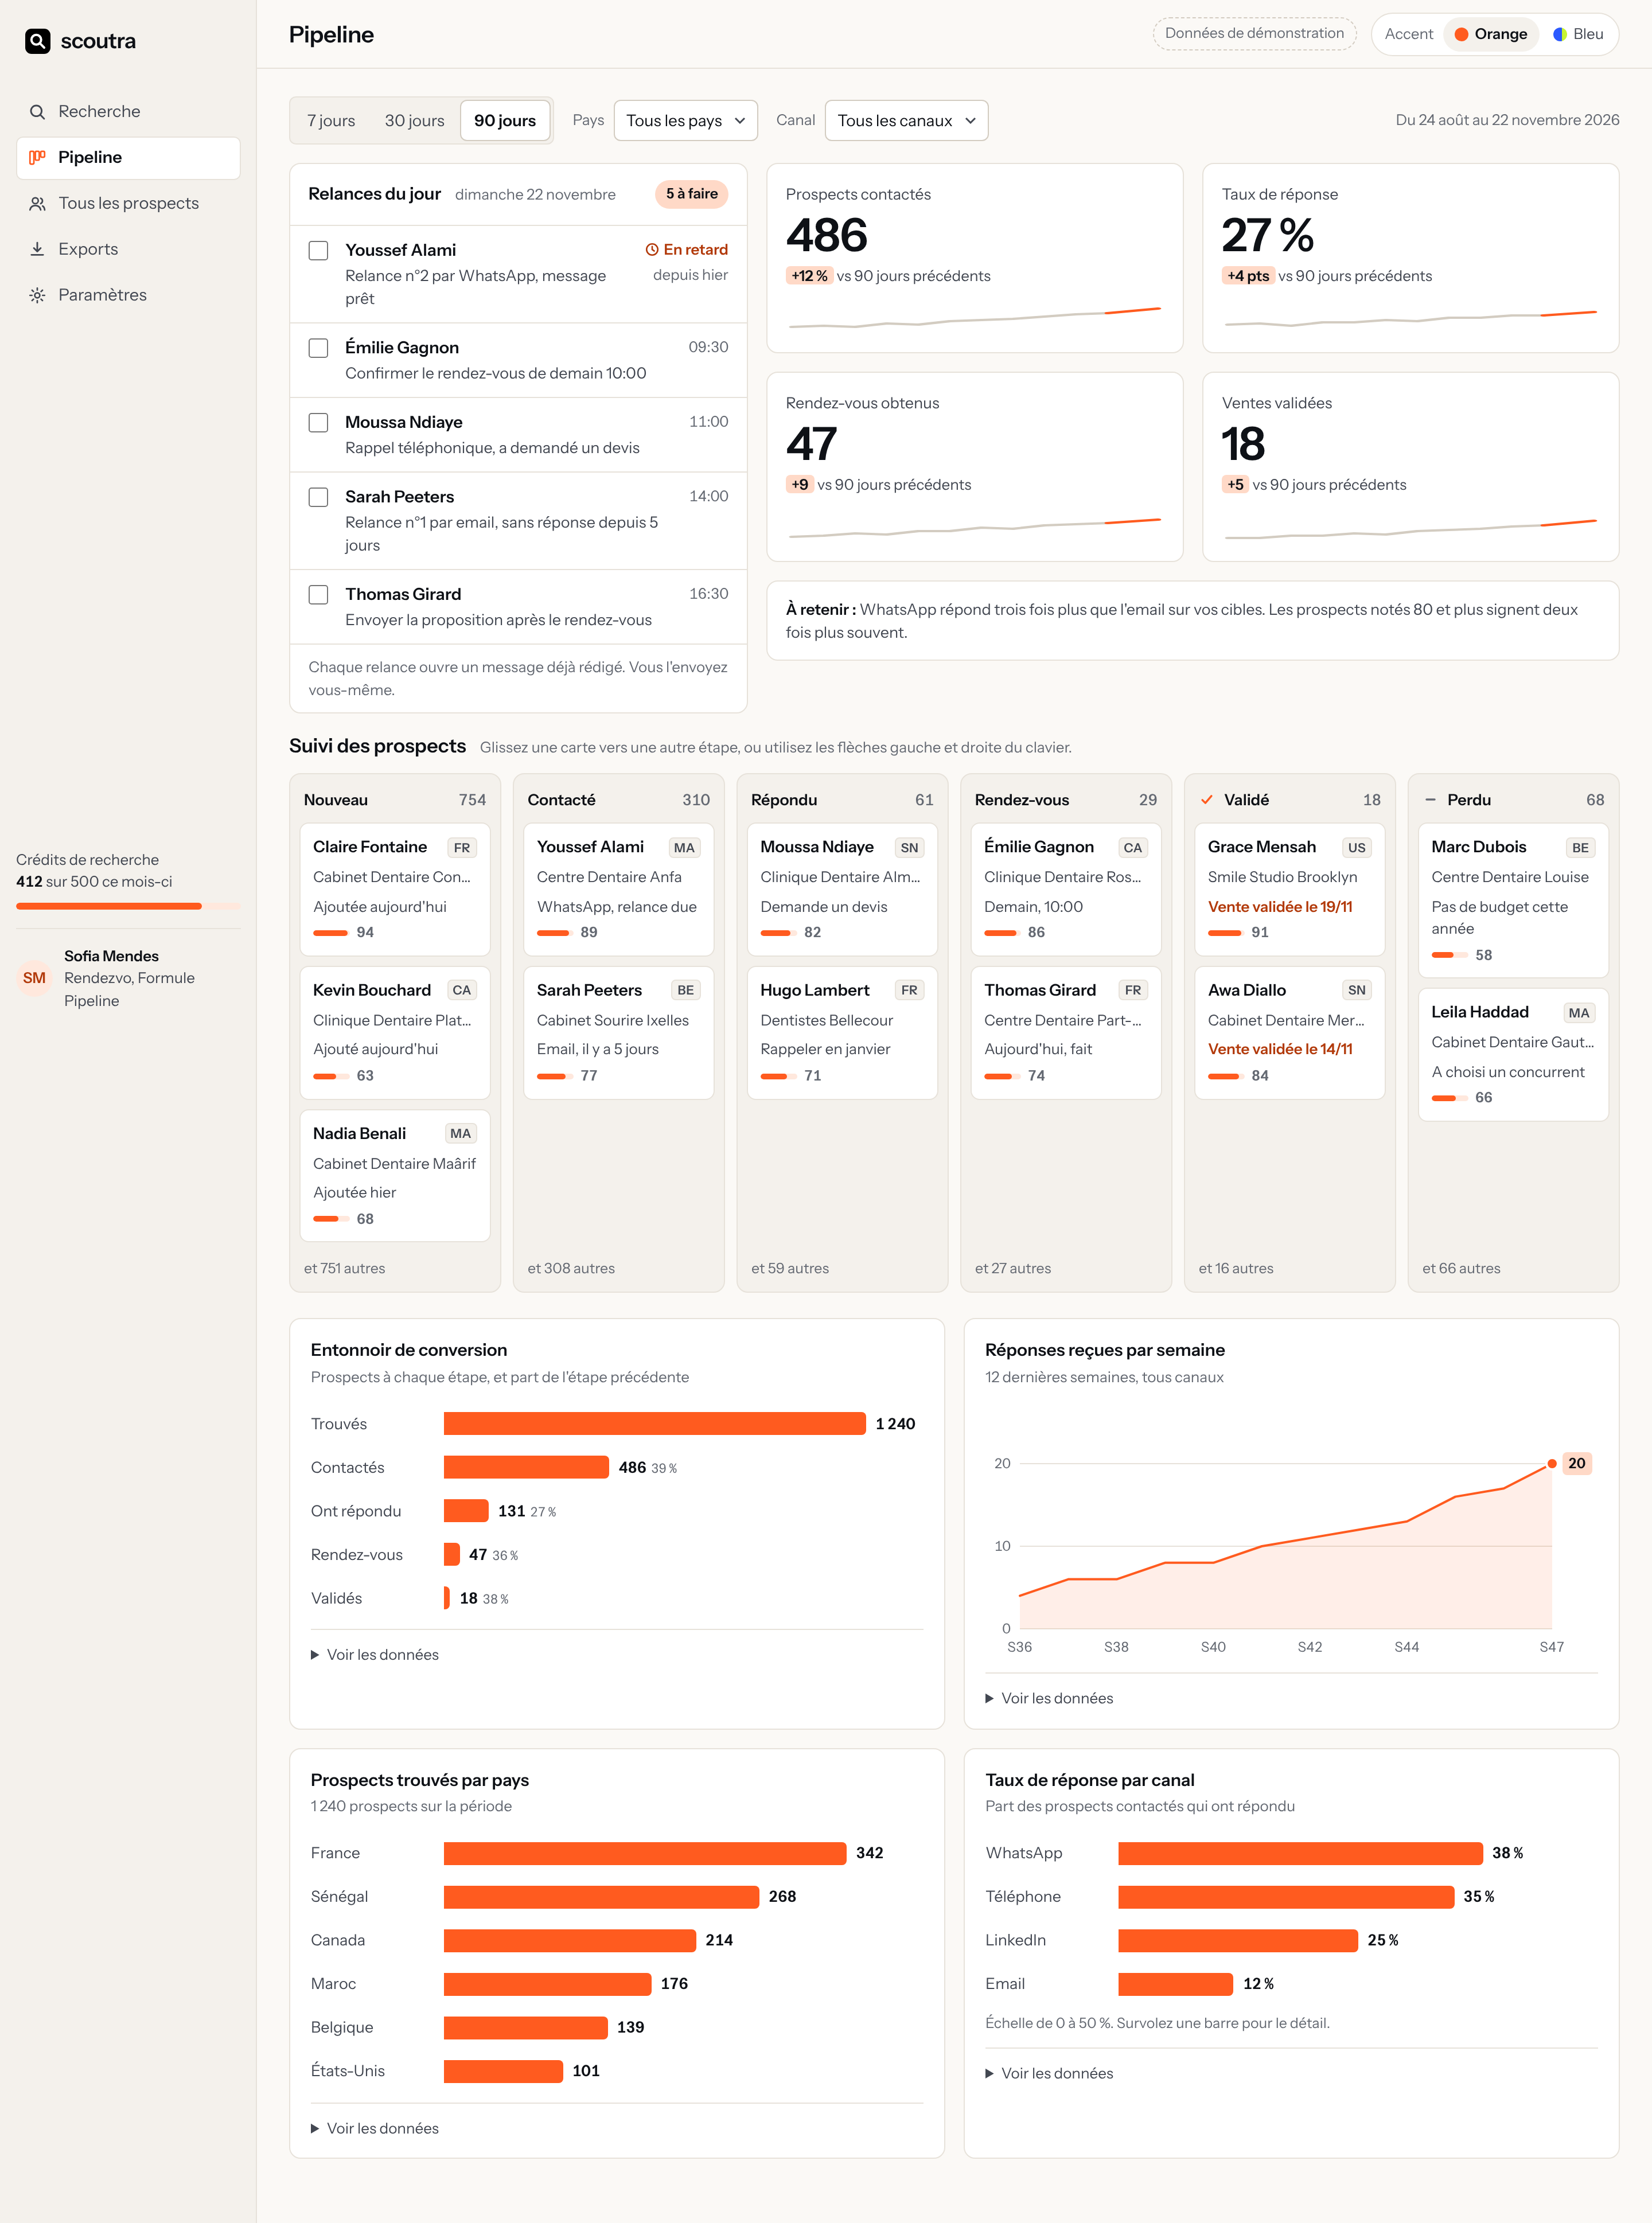 scoutra
Recherche
Pipeline
Tous les prospects
Exports
Paramètres
Crédits de recherche
412 sur 500 ce mois-ci
SM
Sofia Mendes
Rendezvo, Formule
Pipeline
Pipeline
Données de démonstration
Accent
Orange
Bleu
7 jours
30 jours
90 jours
Pays
Tous les pays
Canal
Tous les canaux
Du 24 août au 22 novembre 2026
Relances du jour
dimanche 22 novembre
5 à faire
Youssef Alami
En retard
Relance n°2 par WhatsApp, message
prêt
depuis hier
Émilie Gagnon
09:30
Confirmer le rendez-vous de demain 10:00
Moussa Ndiaye
11:00
Rappel téléphonique, a demandé un devis
Sarah Peeters
14:00
Relance n°1 par email, sans réponse depuis 5
jours
Thomas Girard
16:30
Envoyer la proposition après le rendez-vous
Chaque relance ouvre un message déjà rédigé. Vous l'envoyez
vous-même.
Prospects contactés
486
+12 % vs 90 jours précédents
Taux de réponse
27 %
+4 pts vs 90 jours précédents
Rendez-vous obtenus
47
+9 vs 90 jours précédents
Ventes validées
18
+5 vs 90 jours précédents
À retenir : WhatsApp répond trois fois plus que l'email sur vos cibles. Les prospects notés 80 et plus signent deux
fois plus souvent.
Suivi des prospects
Glissez une carte vers une autre étape, ou utilisez les flèches gauche et droite du clavier.
Nouveau
754
Claire Fontaine
FR
Cabinet Dentaire Con...
Ajoutée aujourd'hui
94
Kevin Bouchard
CA
Clinique Dentaire Plat...
Ajouté aujourd'hui
63
Nadia Benali
MA
Cabinet Dentaire Maârif
Ajoutée hier
68
et 751 autres
Contacté
310
Youssef Alami
MA
Centre Dentaire Anfa
WhatsApp, relance due
89
Sarah Peeters
BE
Cabinet Sourire Ixelles
Email, il y a 5 jours
77
et 308 autres
Répondu
61
Moussa Ndiaye
SN
Clinique Dentaire Alm...
Demande un devis
82
Hugo Lambert
FR
Dentistes Bellecour
Rappeler en janvier
71
et 59 autres
Rendez-vous
29
Émilie Gagnon
CA
Clinique Dentaire Ros...
Demain, 10:00
86
Thomas Girard
FR
Centre Dentaire Part-...
Aujourd'hui, fait
74
et 27 autres
Validé
18
Grace Mensah
US
Smile Studio Brooklyn
Vente validée le 19/11
91
Awa Diallo
SN
Cabinet Dentaire Mer...
Vente validée le 14/11
84
et 16 autres
Perdu
68
Marc Dubois
BE
Centre Dentaire Louise
Pas de budget cette
année
58
Leila Haddad
MA
Cabinet Dentaire Gaut...
A choisi un concurrent
66
et 66 autres
Entonnoir de conversion
Prospects à chaque étape, et part de l'étape précédente
Trouvés
1 240
Contactés
486 39 %
Ont répondu
131 27 %
Rendez-vous
47 36 %
Validés
18 38 %
Voir les données
Réponses reçues par semaine
12 dernières semaines, tous canaux
20
20
10
0
S36
S38
S40
S42
S44
S47
Voir les données
Prospects trouvés par pays
1 240 prospects sur la période
France
342
Sénégal
268
Canada
214
Maroc
176
Belgique
139
États-Unis
101
Voir les données
Taux de réponse par canal
Part des prospects contactés qui ont répondu
WhatsApp
38 %
Téléphone
35 %
LinkedIn
25 %
Email
12 %
Échelle de 0 à 50 %. Survolez une barre pour le détail.
Voir les données